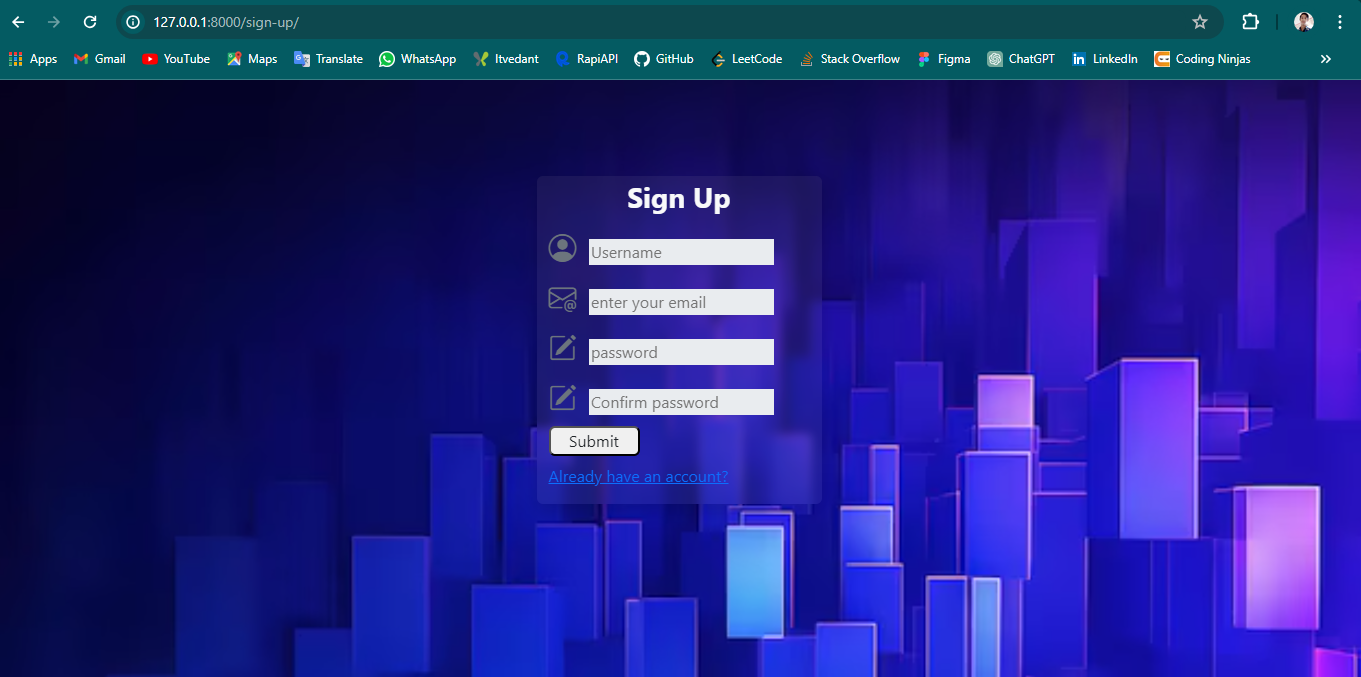 127.0.0.1:8000/sign-up/
Apps Gmail YouTube Maps Translate WhatsApp Itvedant RapiAPI GitHub LeetCode Stack Overflow Figma ChatGPT LinkedIn Coding Ninjas »
Sign Up
Username
enter your email
password
Confirm password
Submit
Already have an account?